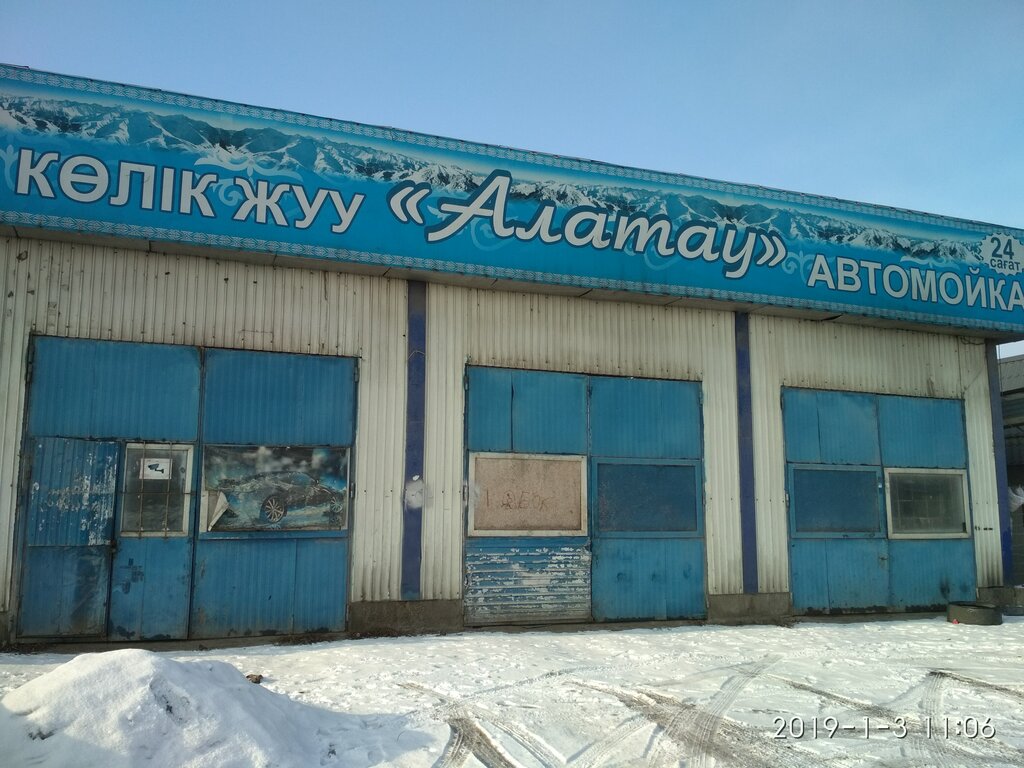 КӨЛІК ЖУУ «Алатау» АВТОМОЙКА
24
сағат
2019-1-3 11:06